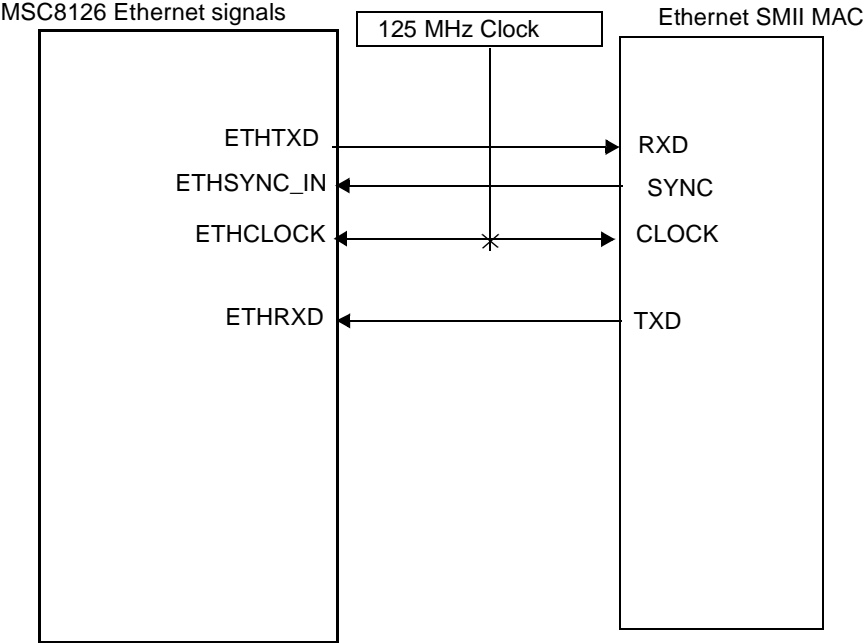 MSC8126 Ethernet signals
125 MHz Clock
Ethernet SMII MAC
ETHTXD
RXD
ETHSYNC_IN
SYNC
ETHCLOCK
CLOCK
ETHRXD
TXD